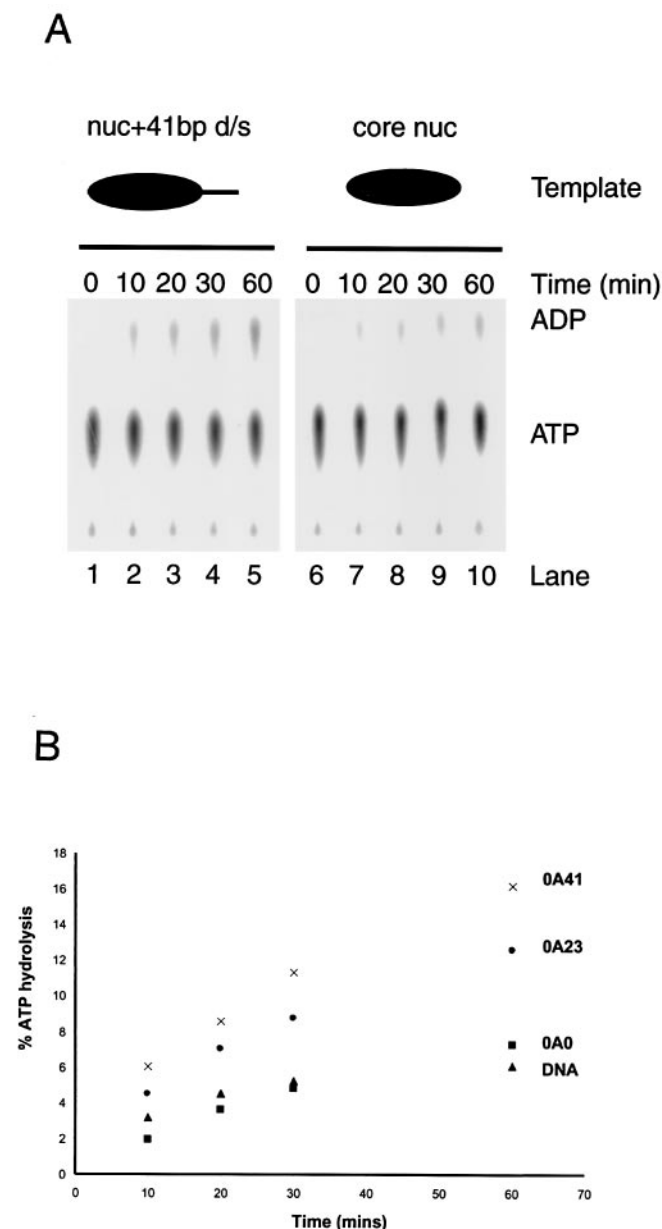 A
nuc+41bp d/s core nuc
Template
0 10 20 30 60 0 10 20 30 60 Time (min)
ADP
ATP
1 2 3 4 5 6 7 8 9 10 Lane
B
18
16
14
12
10
8
6
4
2
0
% ATP hydrolysis
0A41
0A23
0A0
DNA
0 10 20 30 40 50 60 70
Time (mins)